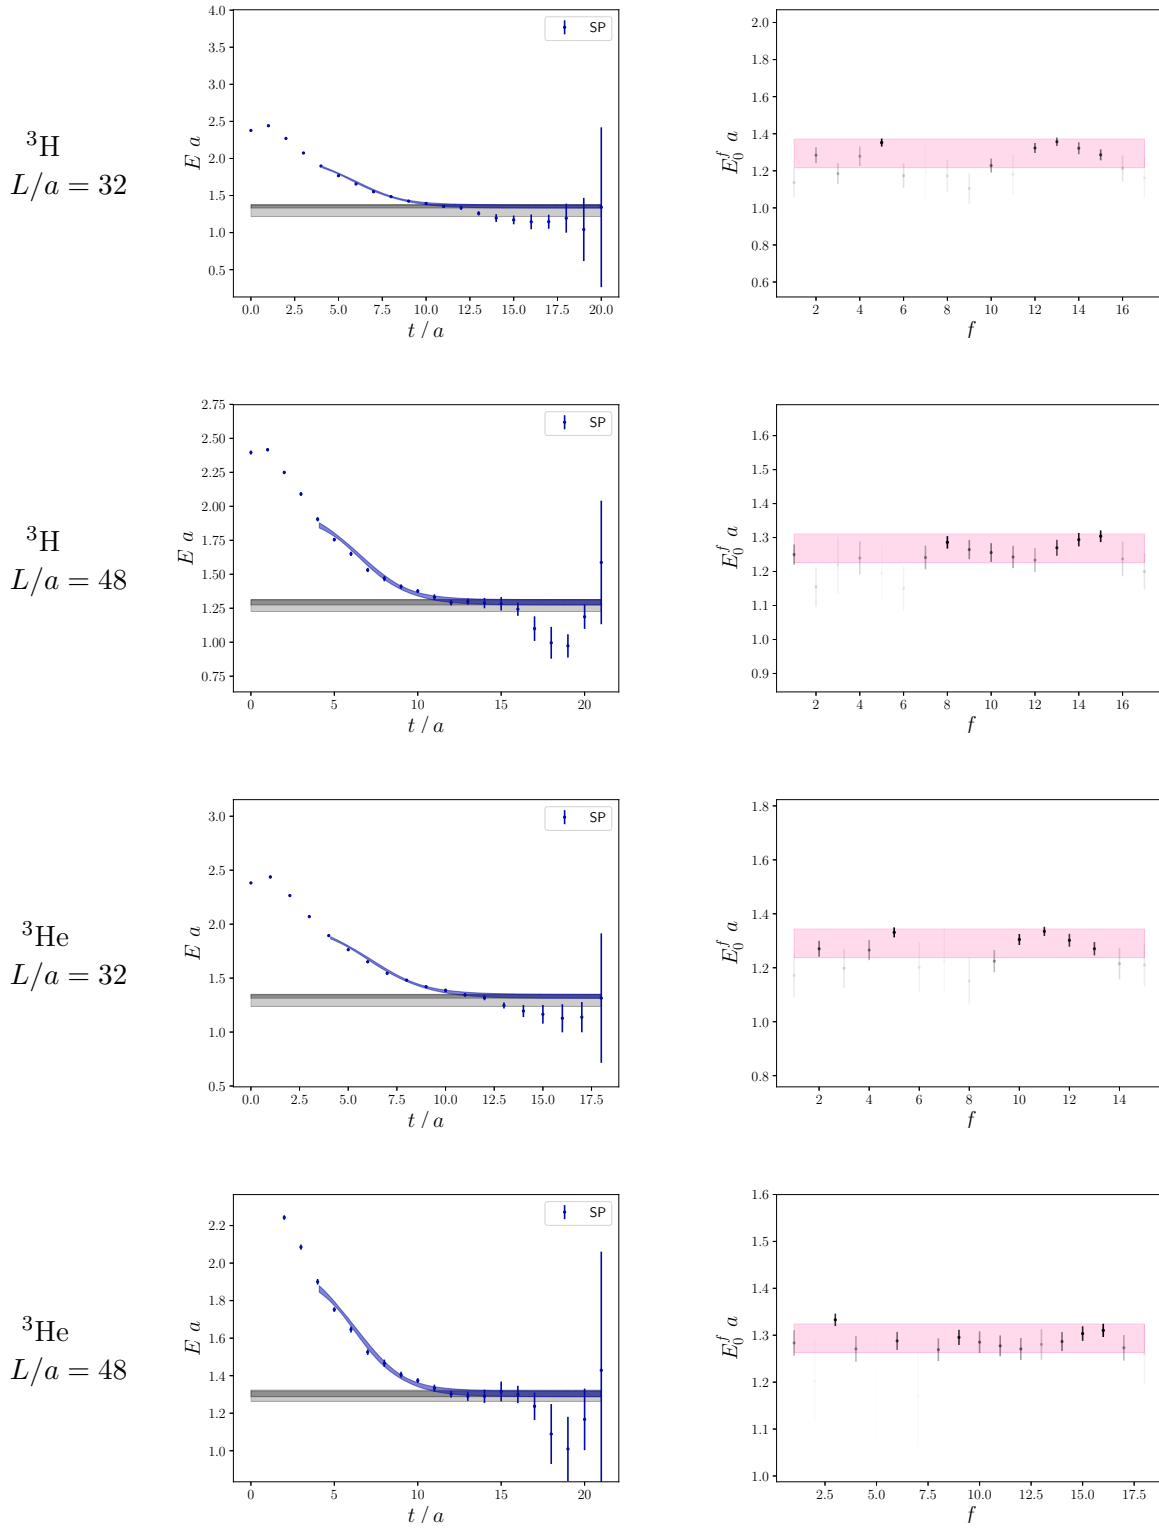 ³H
L/a = 32
4.0
3.5
3.0
2.5
2.0
1.5
1.0
0.5
E a
SP
0.0 2.5 5.0 7.5 10.0 12.5 15.0 17.5 20.0
t / a
2.0
1.8
1.6
1.4
1.2
1.0
0.8
0.6
E₀ᶠ a
2 4 6 8 10 12 14 16
f
³H
L/a = 48
2.75
2.50
2.25
2.00
1.75
1.50
1.25
1.00
0.75
E a
SP
0 5 10 15 20
t / a
1.6
1.5
1.4
1.3
1.2
1.1
1.0
0.9
E₀ᶠ a
2 4 6 8 10 12 14 16
f
³He
L/a = 32
3.0
2.5
2.0
1.5
1.0
0.5
E a
SP
0.0 2.5 5.0 7.5 10.0 12.5 15.0 17.5
t / a
1.8
1.6
1.4
1.2
1.0
0.8
E₀ᶠ a
2 4 6 8 10 12 14
f
³He
L/a = 48
2.2
2.0
1.8
1.6
1.4
1.2
1.0
E a
SP
0 5 10 15 20
t / a
1.6
1.5
1.4
1.3
1.2
1.1
1.0
E₀ᶠ a
2.5 5.0 7.5 10.0 12.5 15.0 17.5
f